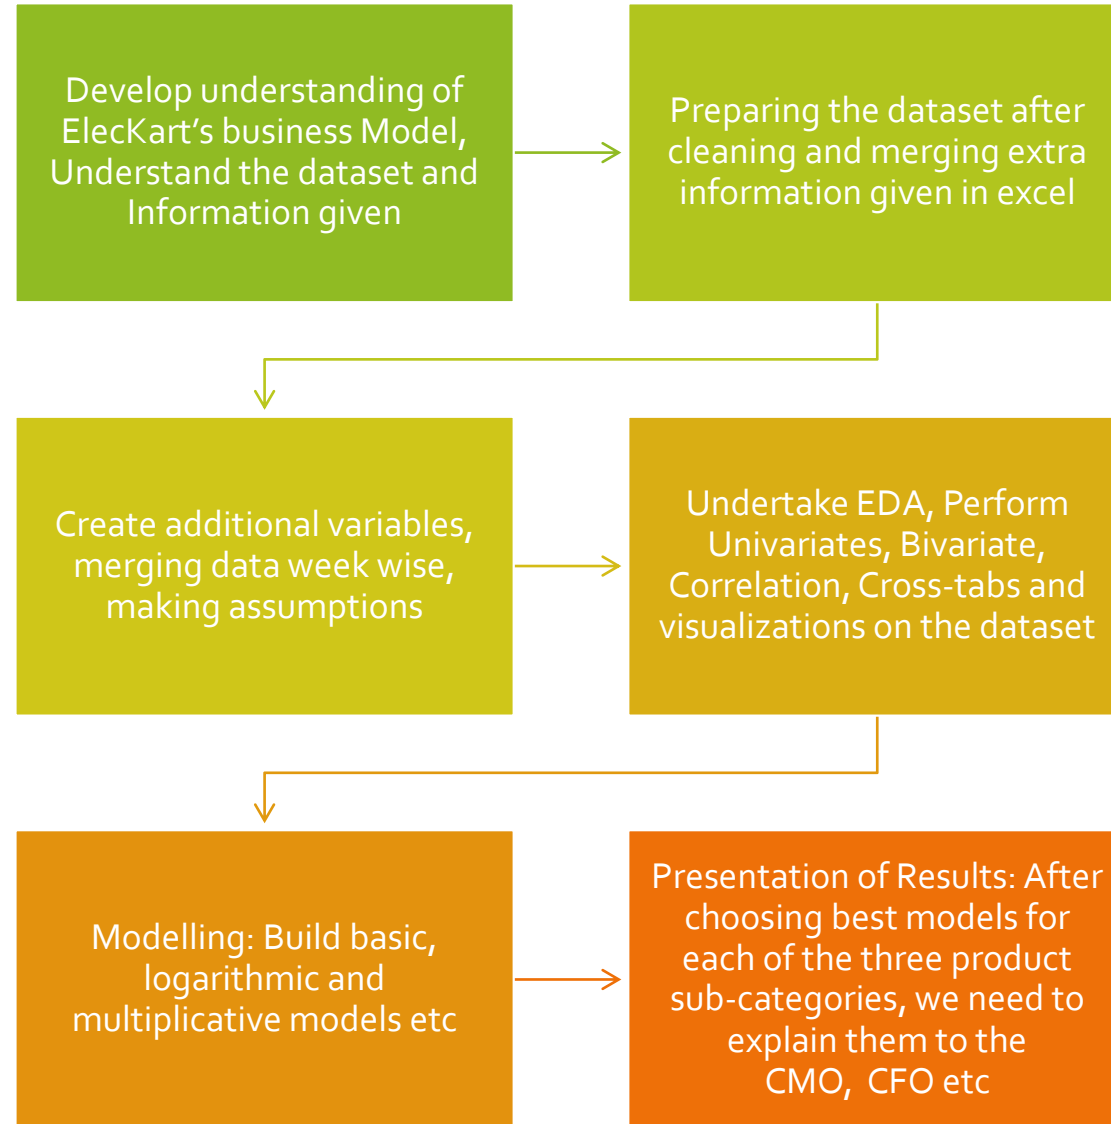 Develop understanding of
ElecKart's business Model,
Understand the dataset and
Information given
Preparing the dataset after
cleaning and merging extra
information given in excel
Create additional variables,
merging data week wise,
making assumptions
Undertake EDA, Perform
Univariates, Bivariate,
Correlation, Cross-tabs and
visualizations on the dataset
Modelling: Build basic,
logarithmic and
multiplicative models etc
Presentation of Results: After
choosing best models for
each of the three product
sub-categories, we need to
explain them to the
CMO, CFO etc